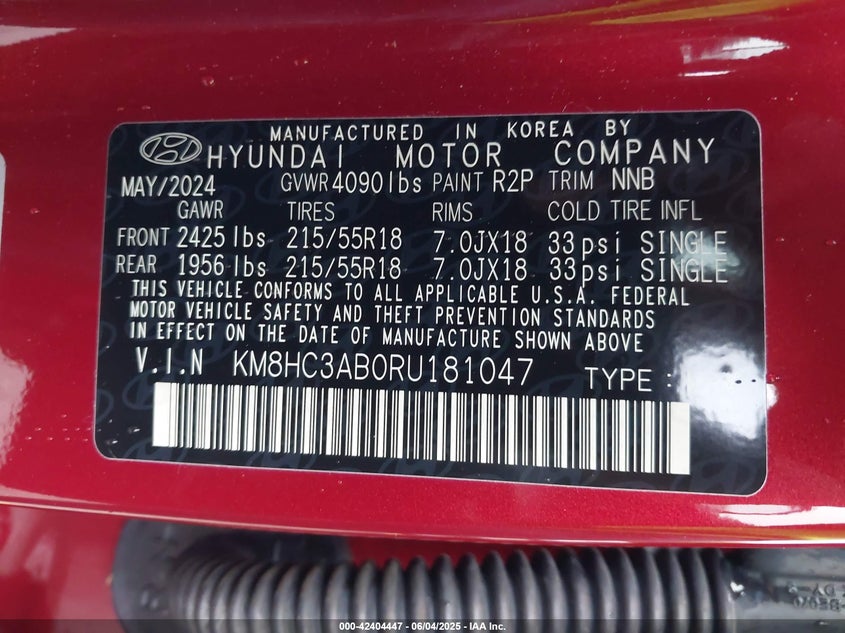 MANUFACTURED IN KOREA BY
HYUNDAI MOTOR COMPANY
MAY/2024 GVWR 4090 lbs PAINT R2P TRIM NNB
GAWR TIRES RIMS COLD TIRE INFL
FRONT 2425 lbs 215/55R18 7.0JX18 33psi SINGLE
REAR 1956 lbs 215/55R18 7.0JX18 33psi SINGLE
THIS VEHICLE CONFORMS TO ALL APPLICABLE U.S.A. FEDERAL
MOTOR VEHICLE SAFETY AND THEFT PREVENTION STANDARDS
IN EFFECT ON THE DATE OF MANUFACTURE SHOWN ABOVE
V.I.N KM8HC3AB0RU181047 TYPE :
000-42404447 - 06/04/2025 - IAA Inc.